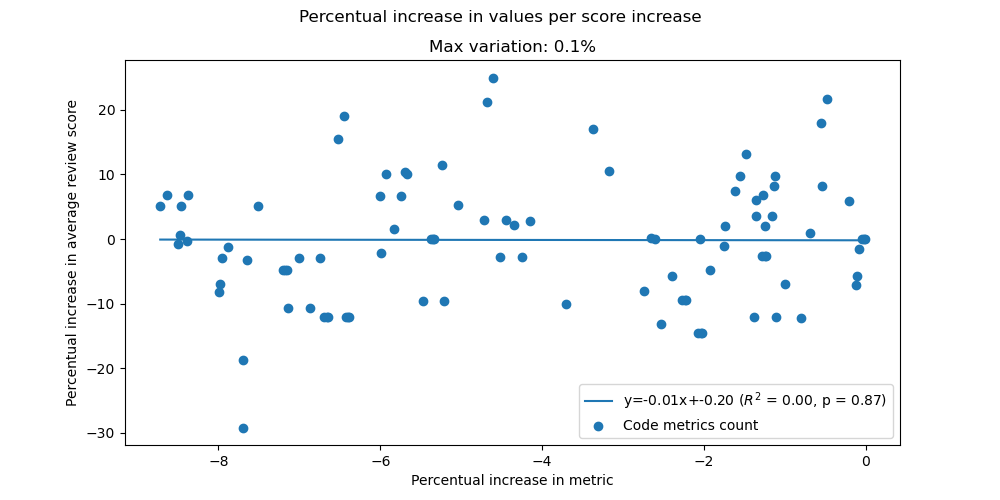 Percentual increase in values per score increase
Max variation: 0.1%
Percentual increase in average review score
20
10
0
−10
−20
−30
−8
−6
−4
−2
0
Percentual increase in metric
y=-0.01x+-0.20 (R² = 0.00, p = 0.87)
Code metrics count